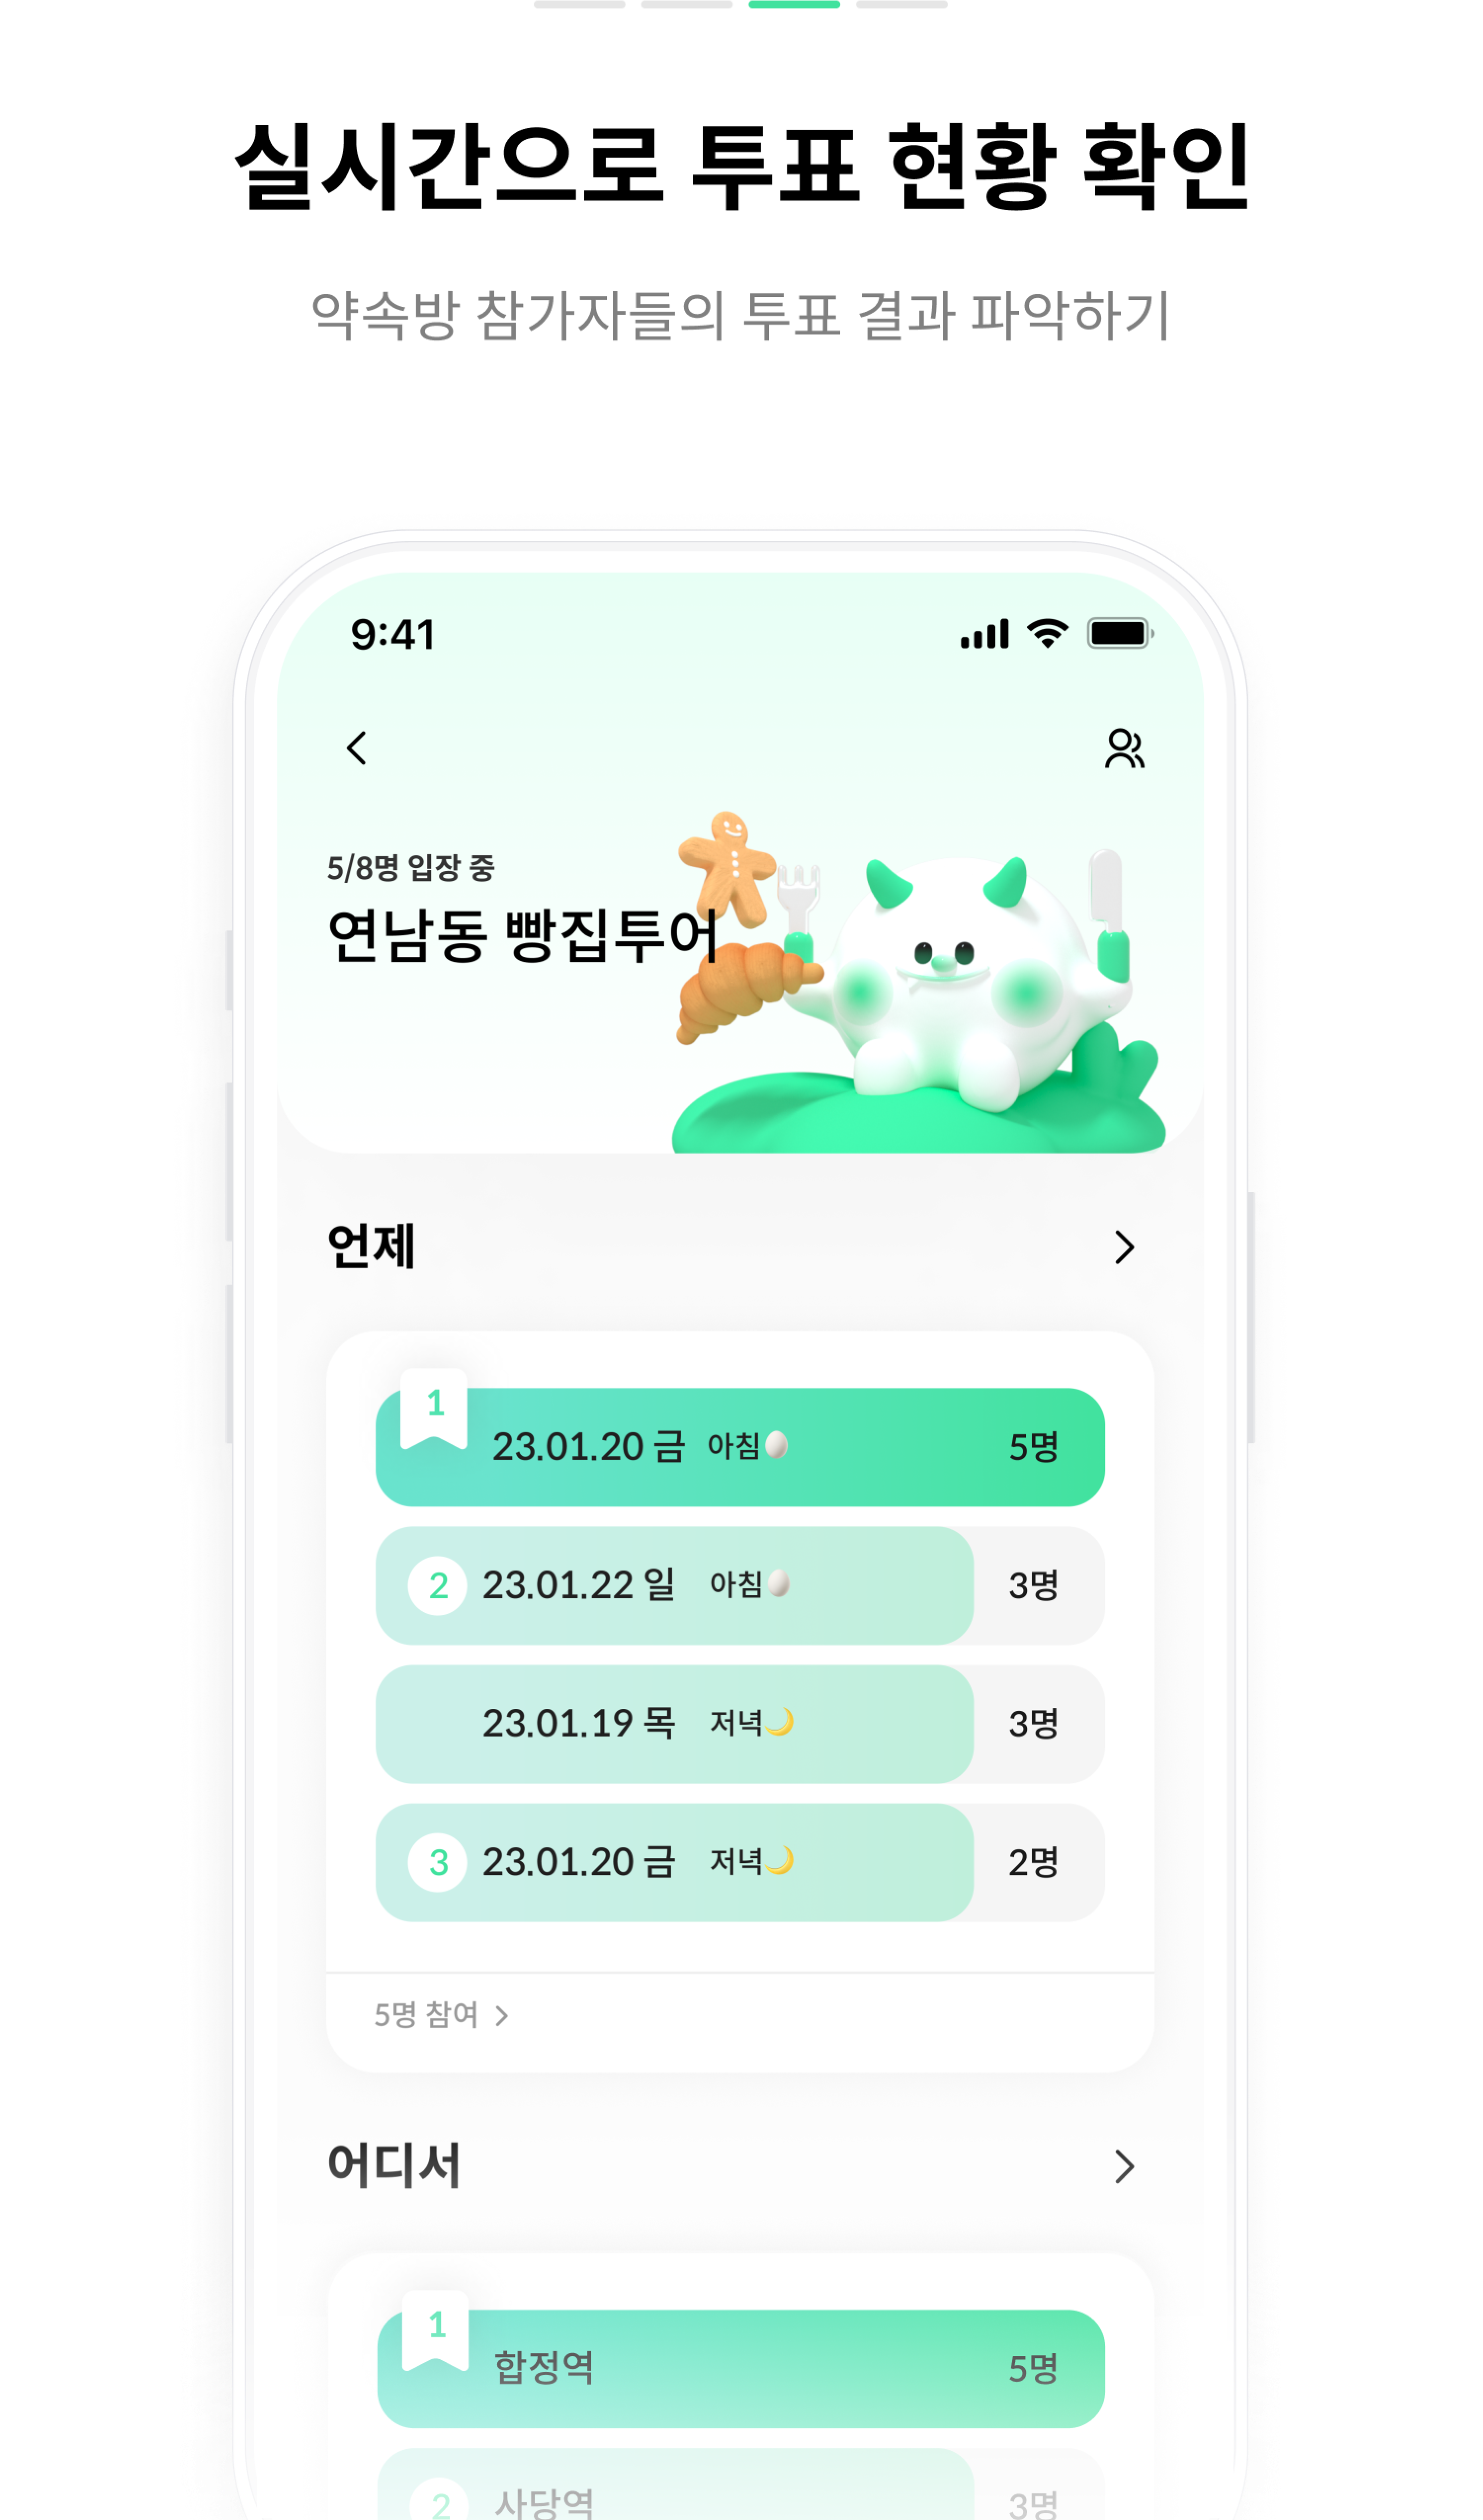 실시간으로 투표 현황 확인
약속방 참가자들의 투표 결과 파악하기
9:41
5/8명 입장 중
연남동 빵집투어
언제
1 23.01.20 금 아침🥚 5명
2 23.01.22 일 아침🥚 3명
23.01.19 목 저녁🌙 3명
3 23.01.20 금 저녁🌙 2명
5명 참여 >
어디서
1 합정역 5명
2 사당역 3명